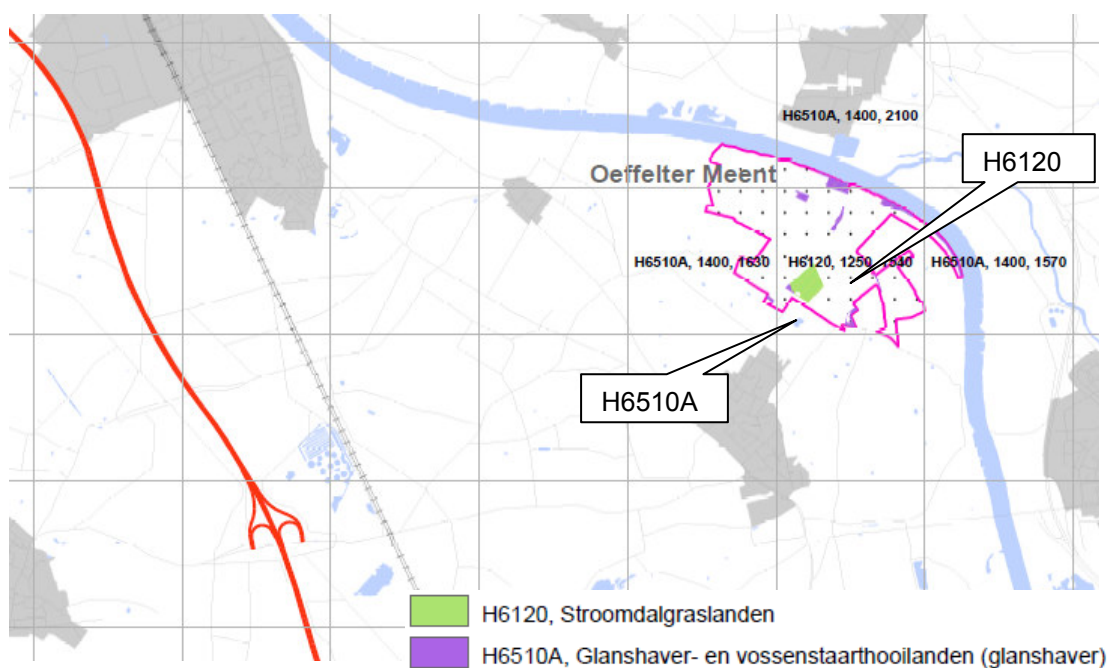 H6510A, 1400, 2100
H6120
Oeffelter Meent
H6510A, 1400, 1630
H6120, 1250, 1540
H6510A, 1400, 1570
H6510A
H6120, Stroomdalgraslanden
H6510A, Glanshaver- en vossenstaarthooilanden (glanshaver)